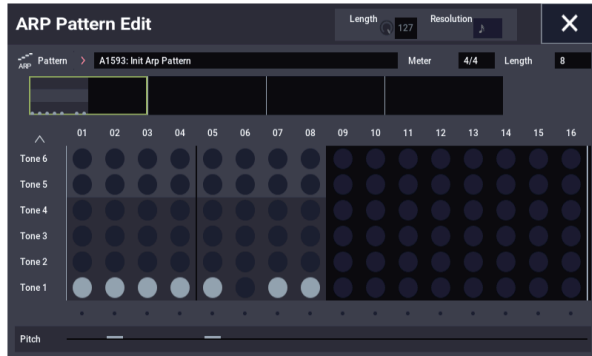 ARP Pattern Edit Length 127 Resolution ♪ X
ARP Pattern > A1593: Init Arp Pattern Meter 4/4 Length 8
01 02 03 04 05 06 07 08 09 10 11 12 13 14 15 16
Tone 6
Tone 5
Tone 4
Tone 3
Tone 2
Tone 1
Pitch